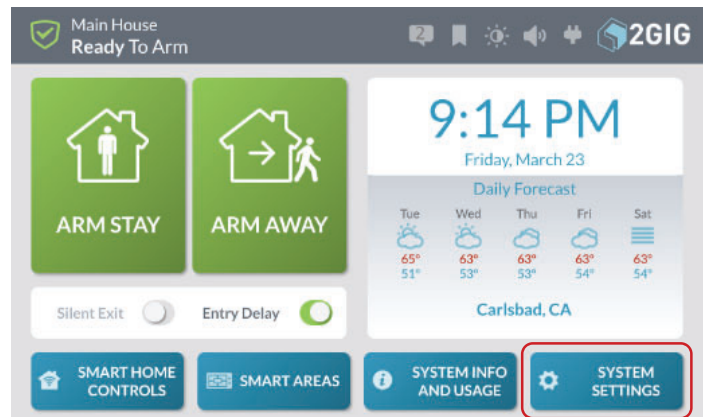 Main House
Ready To Arm
2
2GIG
ARM STAY
ARM AWAY
9:14 PM
Friday, March 23
Daily Forecast
Tue Wed Thu Fri Sat
65° 63° 63° 63° 63°
51° 53° 53° 54° 54°
Carlsbad, CA
Silent Exit
Entry Delay
SMART HOME
CONTROLS
SMART AREAS
SYSTEM INFO
AND USAGE
SYSTEM
SETTINGS